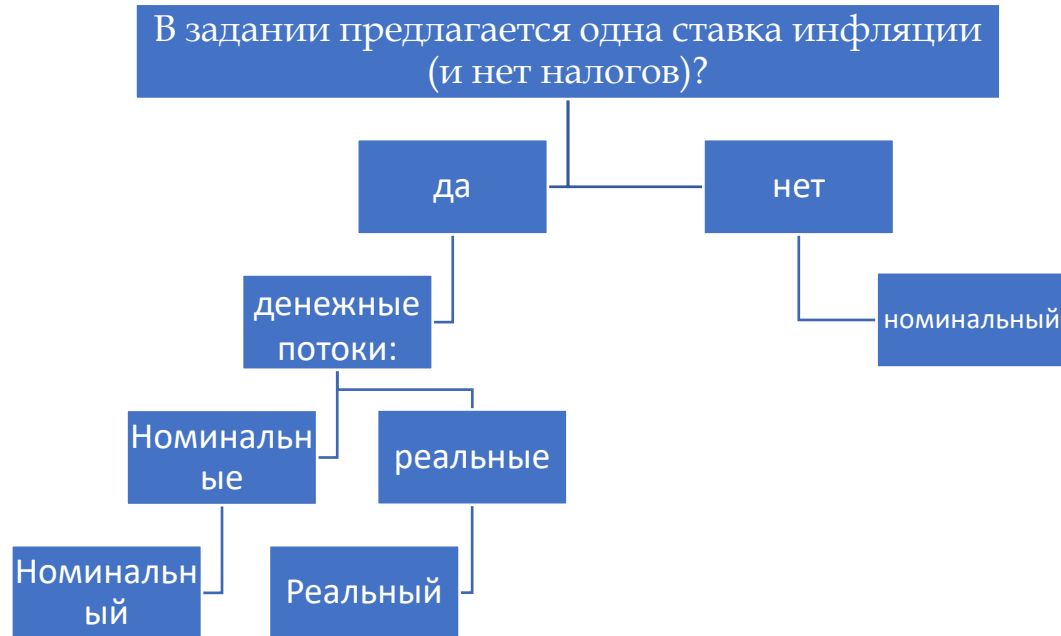 В задании предлагается одна ставка инфляции
(и нет налогов)?
да
нет
денежные
потоки:
номинальный
Номинальн
ые
реальные
Номинальн
ый
Реальный